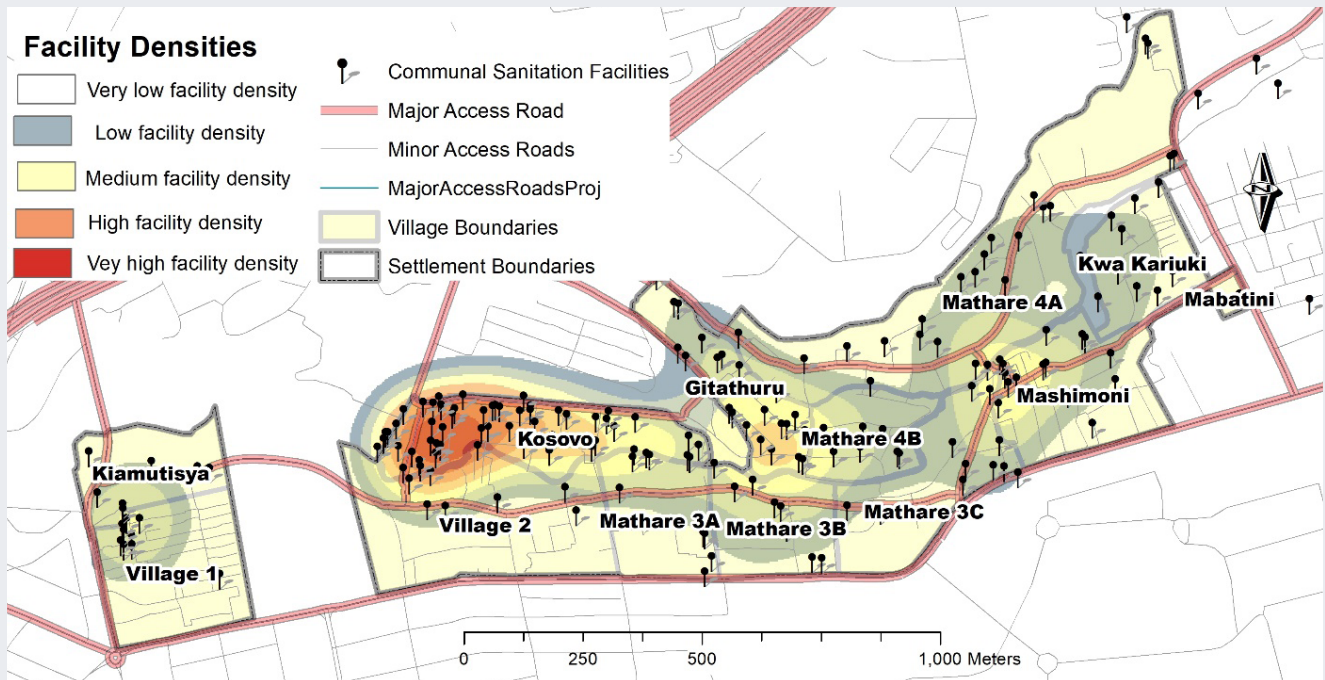 Facility Densities
Very low facility density
Low facility density
Medium facility density
High facility density
Vey high facility density
Communal Sanitation Facilities
Major Access Road
Minor Access Roads
MajorAccessRoadsProj
Village Boundaries
Settlement Boundaries
N
Kwa Kariuki
Mathare 4A
Mabatini
Gitathuru
Mashimoni
Kosovo
Mathare 4B
Kiamutisya
Village 2
Mathare 3A
Mathare 3B
Mathare 3C
Village 1
0
250
500
1,000 Meters